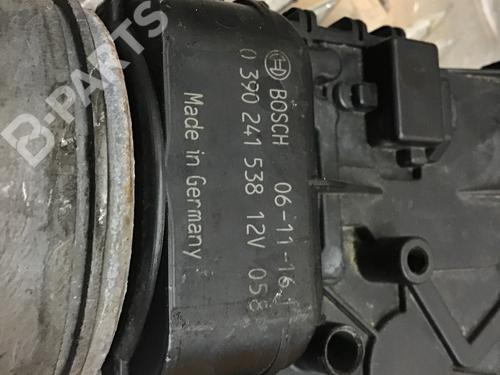 BOSCH 06-11-16
0 390 241 538 12V 058
Made in Germany
B-PARTS